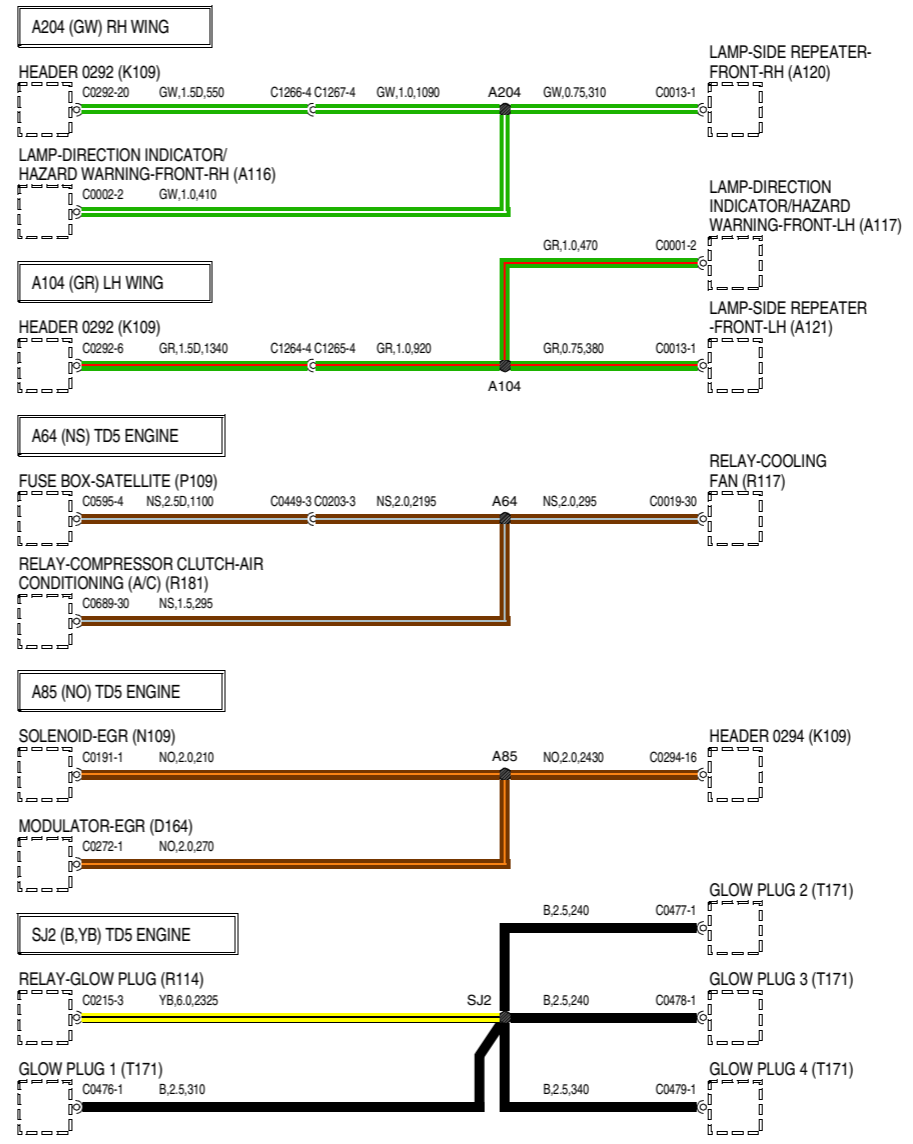 A204 (GW) RH WING
HEADER 0292 (K109)
C0292-20 GW,1.5D,550 C1266-4 C1267-4 GW,1.0,1090 A204 GW,0.75,310 C0013-1
LAMP-SIDE REPEATER-
FRONT-RH (A120)
LAMP-DIRECTION INDICATOR/
HAZARD WARNING-FRONT-RH (A116)
C0002-2 GW,1.0,410
LAMP-DIRECTION
INDICATOR/HAZARD
WARNING-FRONT-LH (A117)
GR,1.0,470 C0001-2
A104 (GR) LH WING
HEADER 0292 (K109)
C0292-6 GR,1.5D,1340 C1264-4 C1265-4 GR,1.0,920 GR,0.75,380 C0013-1
A104
LAMP-SIDE REPEATER
-FRONT-LH (A121)
A64 (NS) TD5 ENGINE
FUSE BOX-SATELLITE (P109)
C0595-4 NS,2.5D,1100 C0449-3 C0203-3 NS,2.0,2195 A64 NS,2.0,295 C0019-30
RELAY-COOLING
FAN (R117)
RELAY-COMPRESSOR CLUTCH-AIR
CONDITIONING (A/C) (R181)
C0689-30 NS,1.5,295
A85 (NO) TD5 ENGINE
SOLENOID-EGR (N109)
C0191-1 NO,2.0,210 A85 NO,2.0,2430 C0294-16
HEADER 0294 (K109)
MODULATOR-EGR (D164)
C0272-1 NO,2.0,270
SJ2 (B,YB) TD5 ENGINE
GLOW PLUG 2 (T171)
B,2.5,240 C0477-1
RELAY-GLOW PLUG (R114)
C0215-3 YB,6.0,2325 SJ2 B,2.5,240 C0478-1
GLOW PLUG 3 (T171)
GLOW PLUG 1 (T171)
C0476-1 B,2.5,310 B,2.5,340 C0479-1
GLOW PLUG 4 (T171)